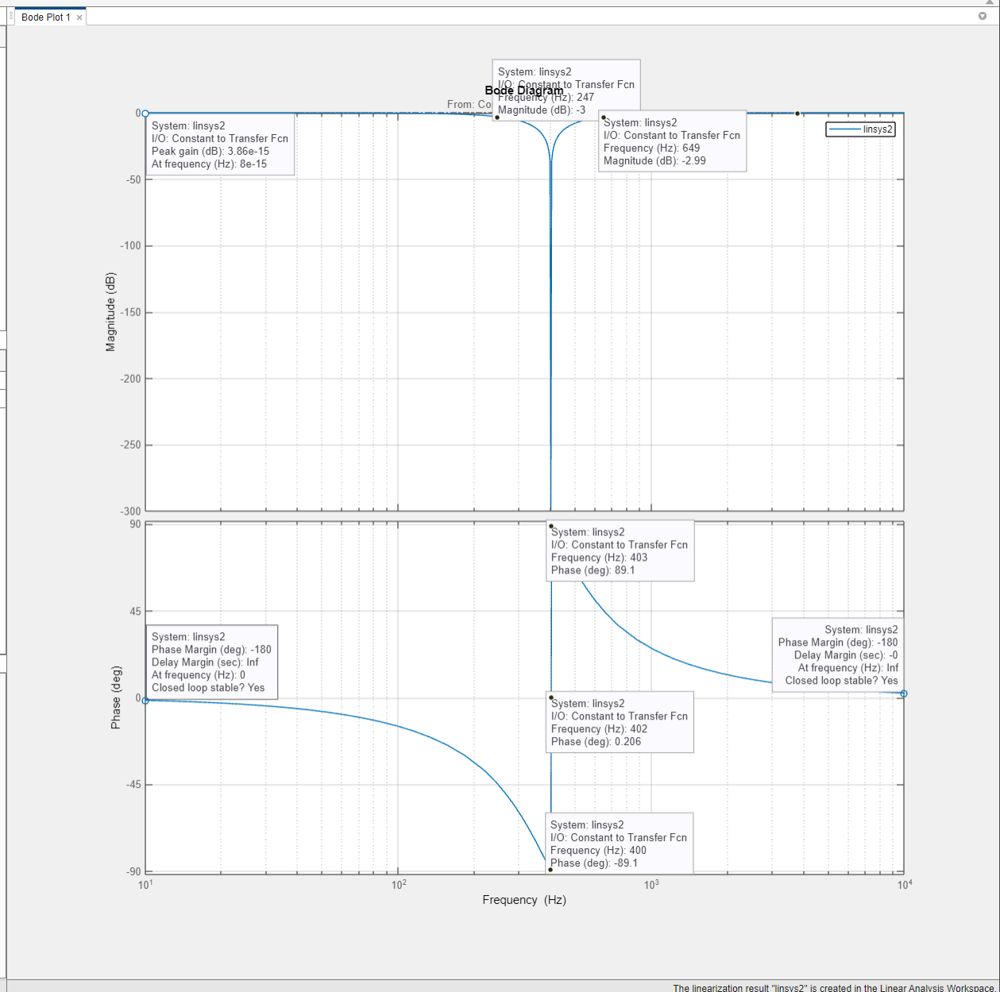 Bode Plot 1
System: linsys2
I/O: Constant to Transfer Fcn
Frequency (Hz): 247
Magnitude (dB): -3
Bode Diagram
From: Co
System: linsys2
I/O: Constant to Transfer Fcn
Peak gain (dB): 3.86e-15
At frequency (Hz): 8e-15
System: linsys2
I/O: Constant to Transfer Fcn
Frequency (Hz): 649
Magnitude (dB): -2.99
linsys2
0
-50
-100
-150
-200
-250
-300
Magnitude (dB)
System: linsys2
I/O: Constant to Transfer Fcn
Frequency (Hz): 403
Phase (deg): 89.1
System: linsys2
Phase Margin (deg): -180
Delay Margin (sec): Inf
At frequency (Hz): 0
Closed loop stable? Yes
System: linsys2
Phase Margin (deg): -180
Delay Margin (sec): -0
At frequency (Hz): Inf
Closed loop stable? Yes
System: linsys2
I/O: Constant to Transfer Fcn
Frequency (Hz): 402
Phase (deg): 0.206
System: linsys2
I/O: Constant to Transfer Fcn
Frequency (Hz): 400
Phase (deg): -89.1
90
45
0
-45
-90
Phase (deg)
10¹ 10² 10³ 10⁴
Frequency (Hz)
The linearization result "linsys2" is created in the Linear Analysis Workspace.